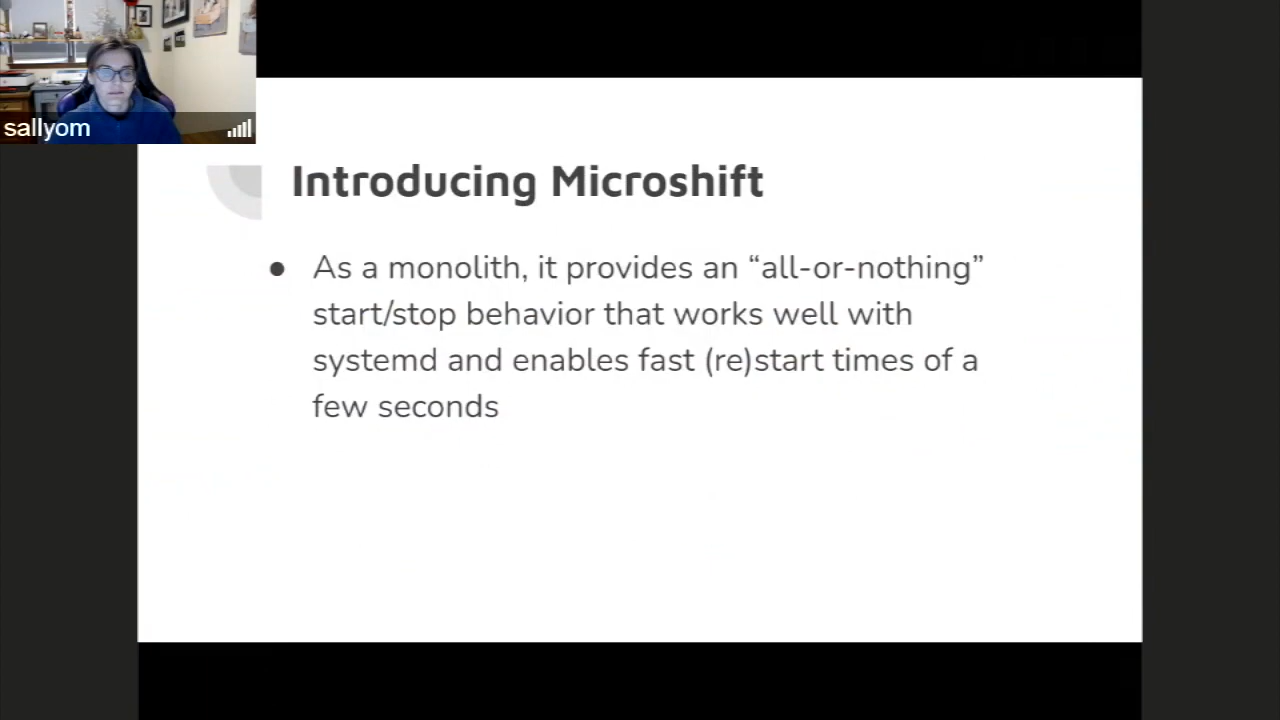 sallyom
Introducing Microshift
● As a monolith, it provides an “all-or-nothing”
start/stop behavior that works well with
systemd and enables fast (re)start times of a
few seconds